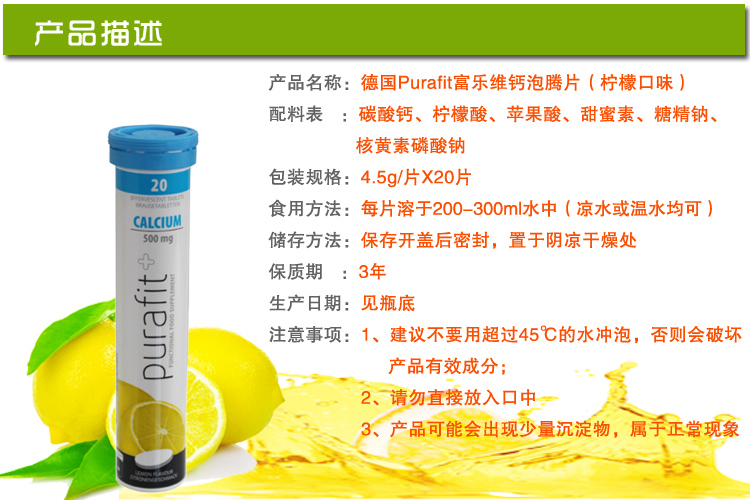 产品描述
产品名称：德国Purafit富乐维钙泡腾片（柠檬口味）
配料表 ：碳酸钙、柠檬酸、苹果酸、甜蜜素、糖精钠、
核黄素磷酸钠
包装规格：4.5g/片X20片
食用方法：每片溶于200-300ml水中（凉水或温水均可）
储存方法：保存开盖后密封，置于阴凉干燥处
保质期 ：3年
生产日期：见瓶底
注意事项：1、建议不要用超过45℃的水冲泡，否则会破坏
产品有效成分；
2、请勿直接放入口中
3、产品可能会出现少量沉淀物，属于正常现象
20
EFFERVESCENT TABLETS
BRAUSETABLETTEN
CALCIUM
500 mg
purafit+
FUNCTIONAL FOOD SUPPLEMENT
LEMON FLAVOUR
ZITRONENGESCHMACK